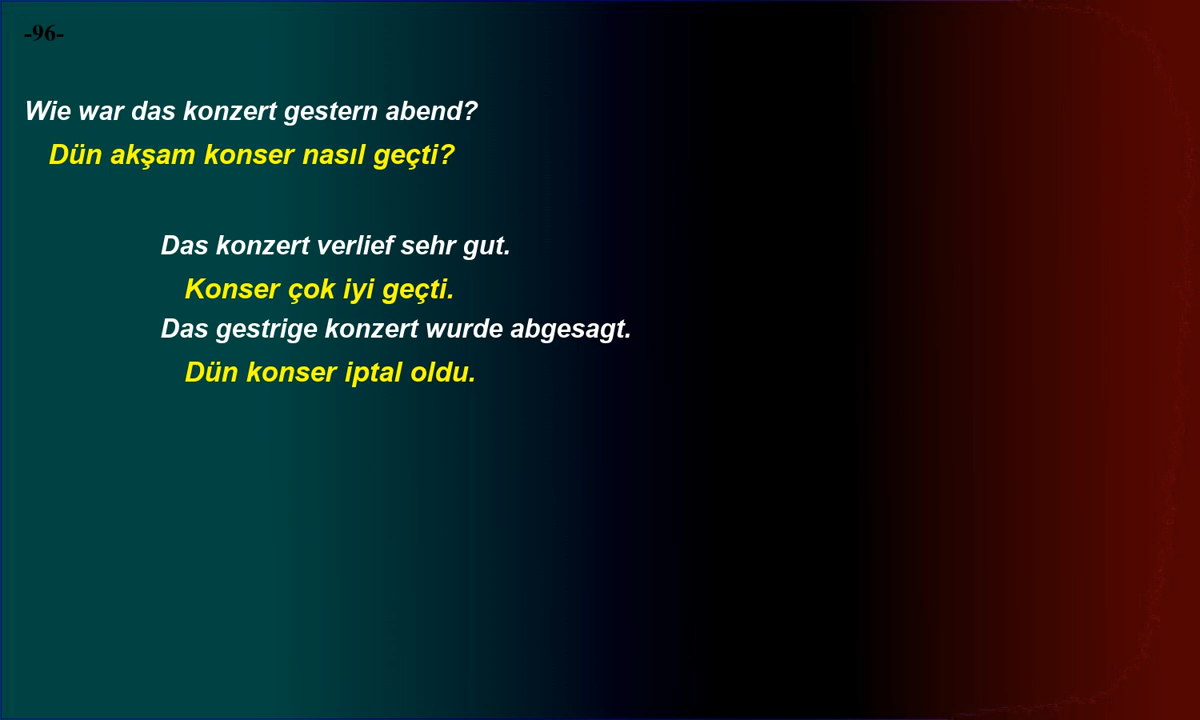 -96-
Wie war das konzert gestern abend?
Dün akşam konser nasıl geçti?
Das konzert verlief sehr gut.
Konser çok iyi geçti.
Das gestrige konzert wurde abgesagt.
Dün konser iptal oldu.